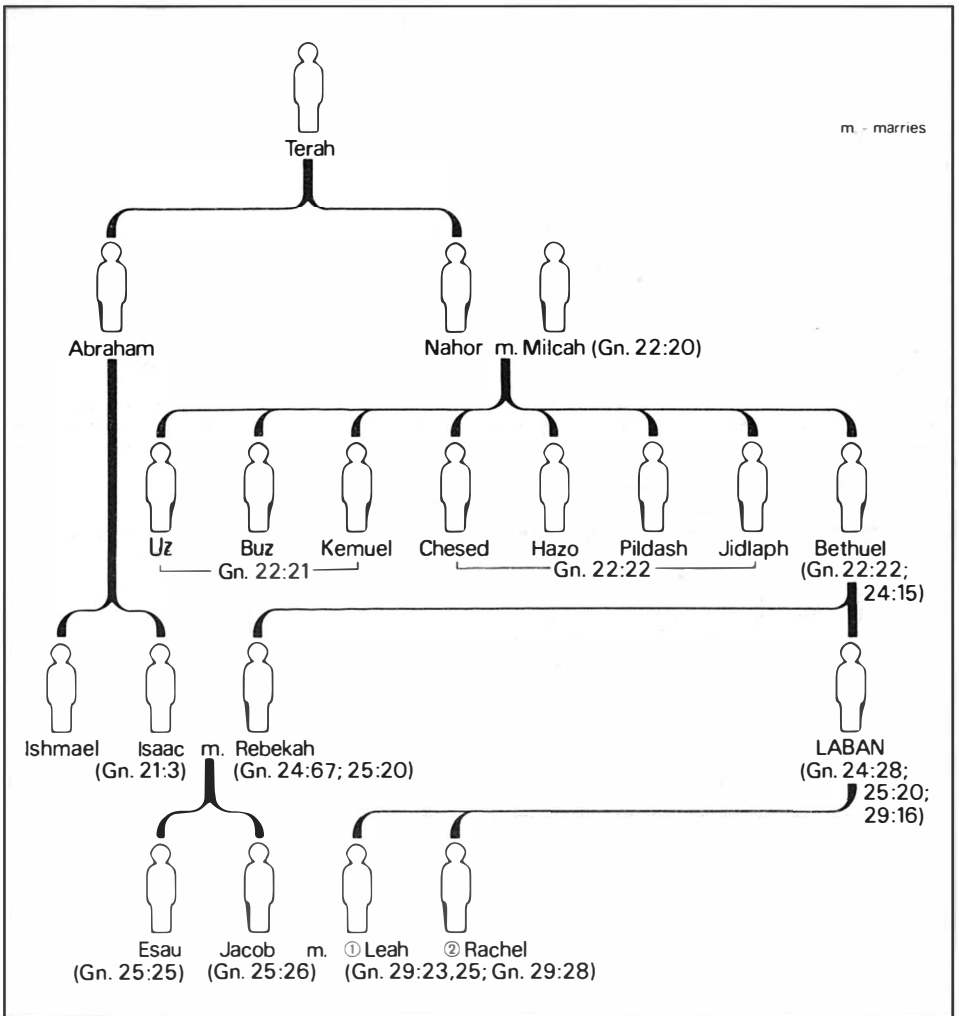 Terah
m. - marries
Abraham
Nahor m. Milcah (Gn. 22:20)
Uz Buz Kemuel Chesed Hazo Pildash Jidlaph Bethuel
Gn. 22:21 Gn. 22:22 (Gn. 22:22;
24:15)
Ishmael Isaac m. Rebekah LABAN
(Gn. 21:3) (Gn. 24:67; 25:20) (Gn. 24:28;
25:20;
29:16)
Esau Jacob m. ① Leah ② Rachel
(Gn. 25:25) (Gn. 25:26) (Gn. 29:23,25; Gn. 29:28)